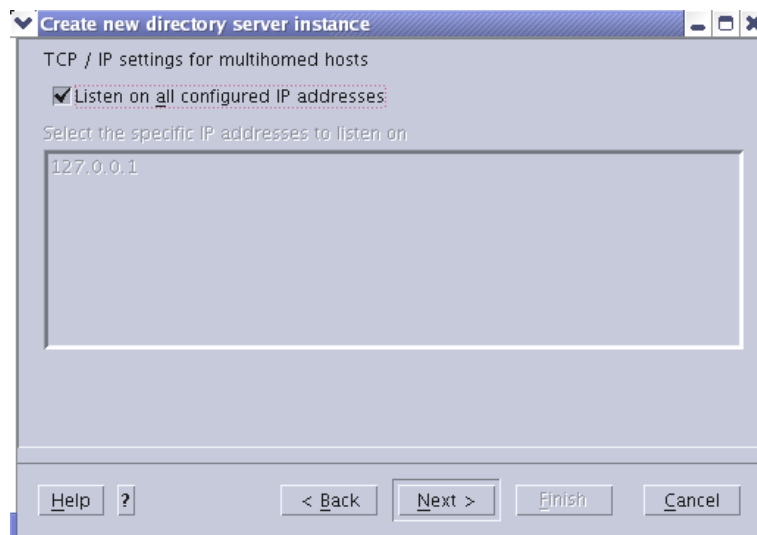 Create new directory server instance
TCP / IP settings for multihomed hosts
Listen on all configured IP addresses
Select the specific IP addresses to listen on
127.0.0.1
Help ? < Back Next > Finish Cancel